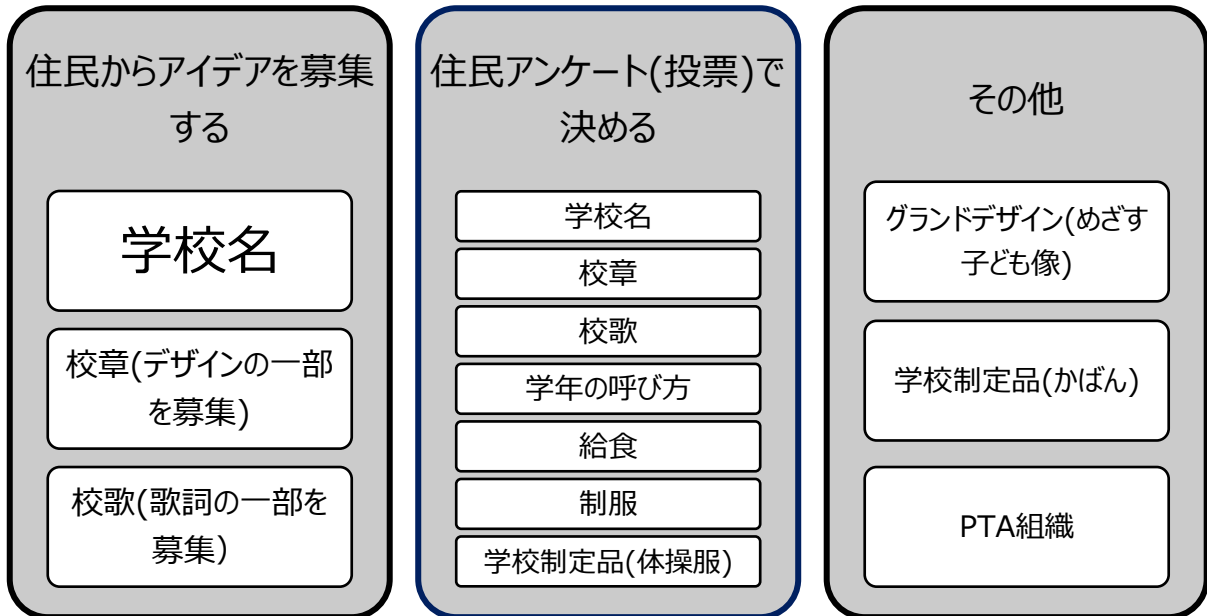 住民からアイデアを募集
する
学校名
校章(デザインの一部
を募集)
校歌(歌詞の一部を
募集)
住民アンケート(投票)で
決める
学校名
校章
校歌
学年の呼び方
給食
制服
学校制定品(体操服)
その他
グランドデザイン(めざす
子ども像)
学校制定品(かばん)
PTA組織